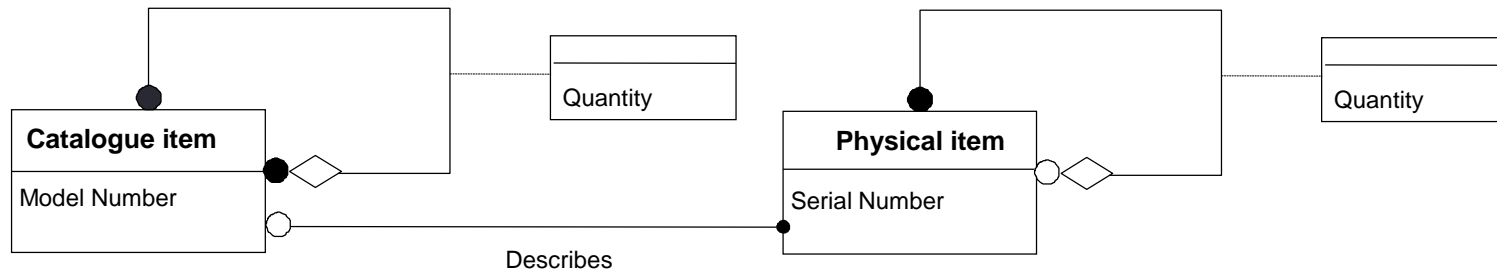 Quantity
Quantity
Catalogue item
Physical item
Model Number
Serial Number
Describes